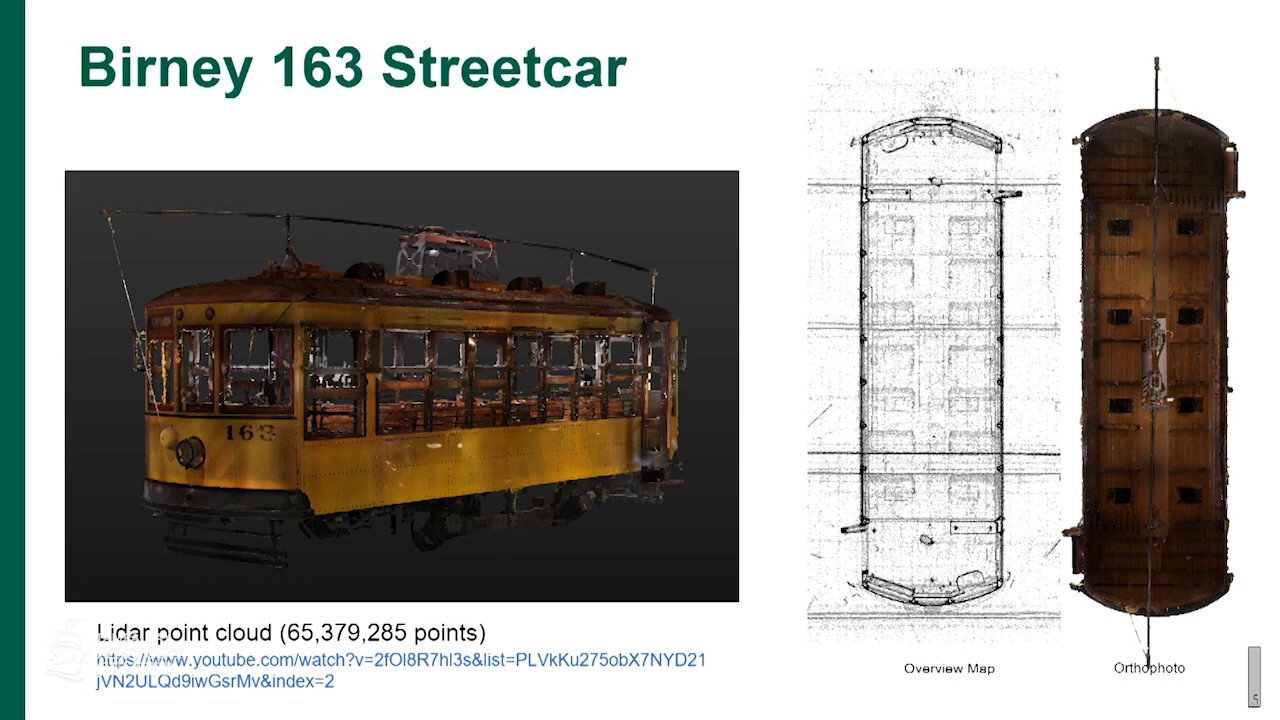 Birney 163 Streetcar
163
Lidar point cloud (65,379,285 points)
https://www.youtube.com/watch?v=2fOl8R7hl3s&list=PLVkKu275obX7NYD21
jVN2ULQd9iwGsrMv&index=2
Overview Map
Orthophoto
5